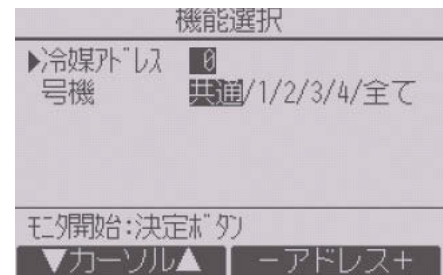 機能選択
▶冷媒アドレス 0
号機 共通/1/2/3/4/全て
モニタ開始:決定ボタン
▼カーソル▲ －アドレス＋